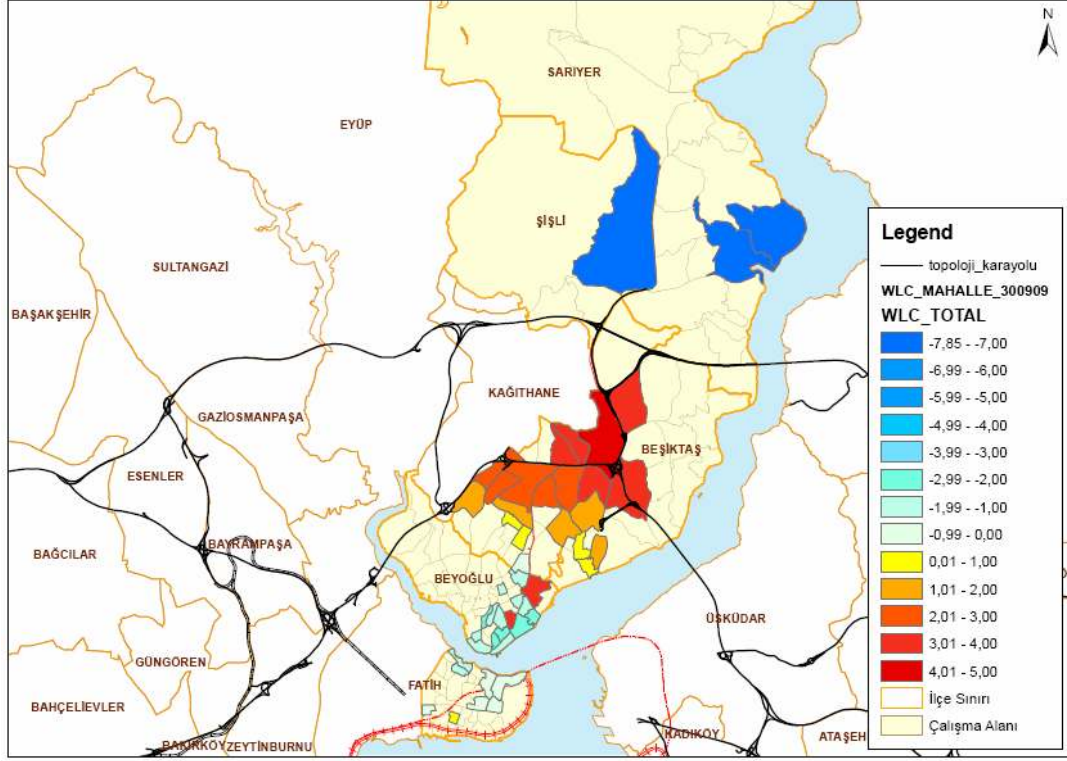 N
SARIYER
EYÜP
ŞİŞLİ
SULTANGAZİ
BAŞAKŞEHİR
KAĞITHANE
GAZİOSMANPAŞA
BEŞİKTAŞ
ESENLER
BAĞCILAR
BAYRAMPAŞA
BEYOĞLU
ÜSKÜDAR
GÜNGÖREN
FATİH
BAHÇELİEVLER
KADIKÖY
ATAŞEH
BAKIRKÖY
ZEYTİNBURNU
Legend
topoloji_karayolu
WLC_MAHALLE_300909
WLC_TOTAL
-7,85 - -7,00
-6,99 - -6,00
-5,99 - -5,00
-4,99 - -4,00
-3,99 - -3,00
-2,99 - -2,00
-1,99 - -1,00
-0,99 - 0,00
0,01 - 1,00
1,01 - 2,00
2,01 - 3,00
3,01 - 4,00
4,01 - 5,00
İlçe Sınırı
Çalışma Alanı